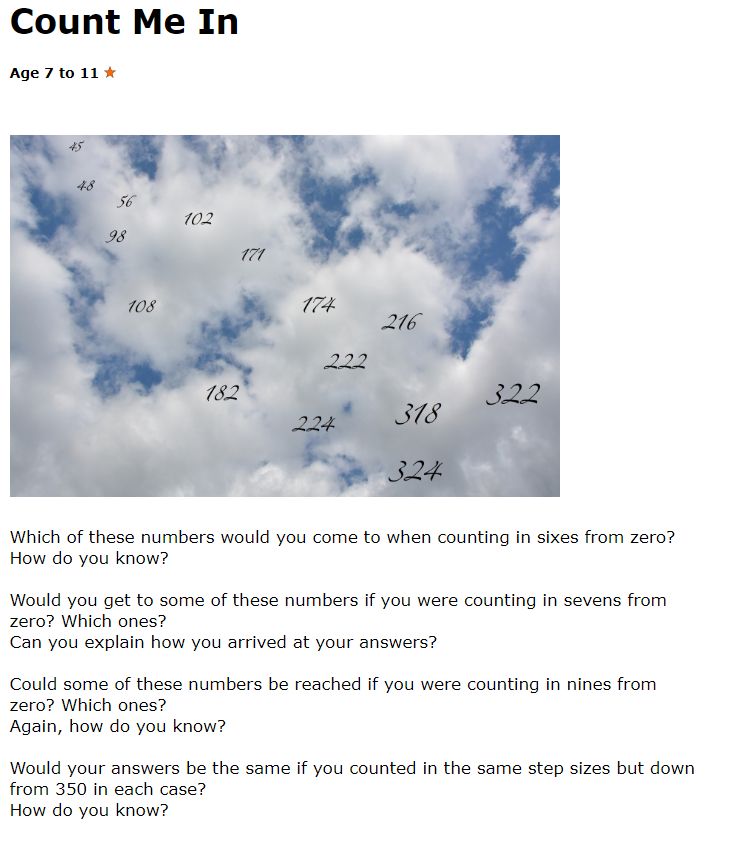 Count Me In
Age 7 to 11
45
48
56
102
98
171
108
174
216
222
182
322
318
224
324
Which of these numbers would you come to when counting in sixes from zero?
How do you know?
Would you get to some of these numbers if you were counting in sevens from
zero? Which ones?
Can you explain how you arrived at your answers?
Could some of these numbers be reached if you were counting in nines from
zero? Which ones?
Again, how do you know?
Would your answers be the same if you counted in the same step sizes but down
from 350 in each case?
How do you know?